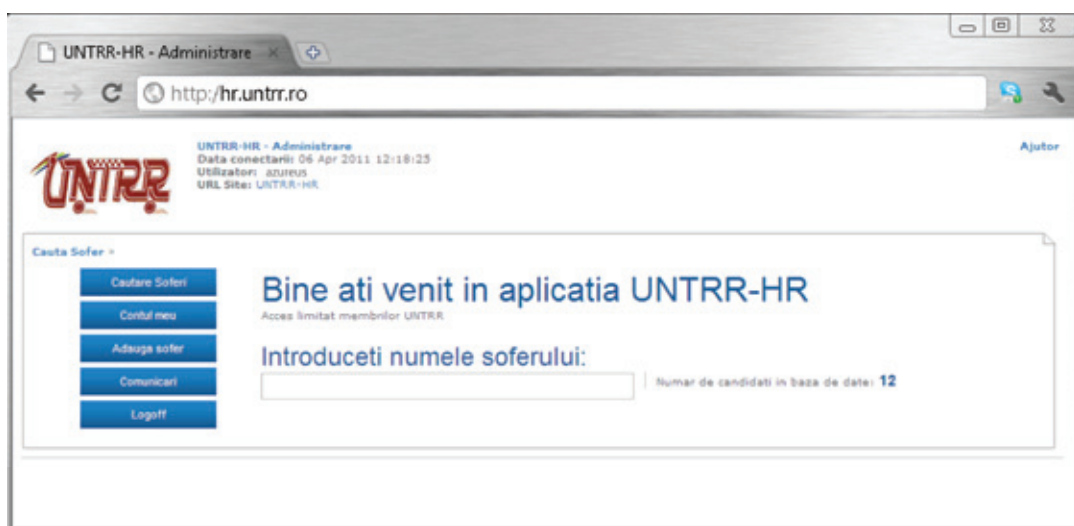 UNTRR-HR - Administrare
http:/hr.untrr.ro
UNTRR
UNTRR-HR - Administrare
Data conectarii: 06 Apr 2011 12:18:25
Utilizator: azureus
URL Site: UNTRR-HR
Ajutor
Cauta Sofer »
Cautare Soferi
Contul meu
Adauga sofer
Comunicari
Logoff
Bine ati venit in aplicatia UNTRR-HR
Acces limitat membrilor UNTRR
Introduceti numele soferului:
Numar de candidati in baza de date: 12